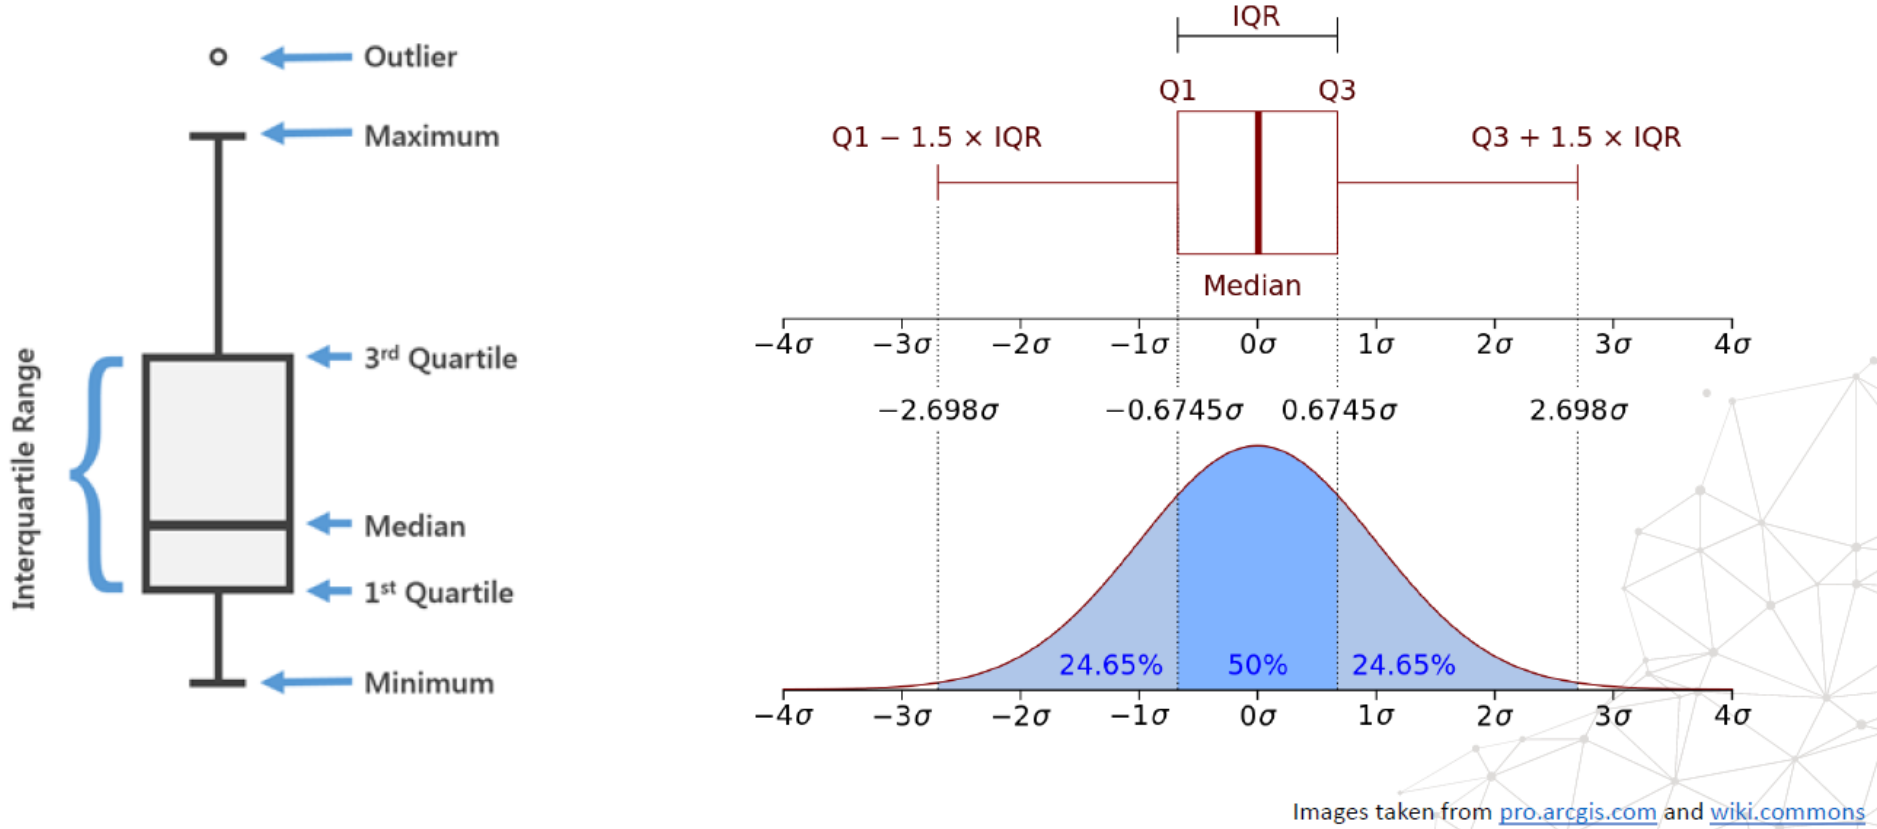 Outlier
Maximum
3rd Quartile
Interquartile Range
Median
1st Quartile
Minimum
IQR
Q1 Q3
Q1 − 1.5 × IQR Q3 + 1.5 × IQR
Median
−4σ −3σ −2σ −1σ 0σ 1σ 2σ 3σ 4σ
−2.698σ −0.6745σ 0.6745σ 2.698σ
24.65% 50% 24.65%
−4σ −3σ −2σ −1σ 0σ 1σ 2σ 3σ 4σ
Images taken from pro.arcgis.com and wiki.commons